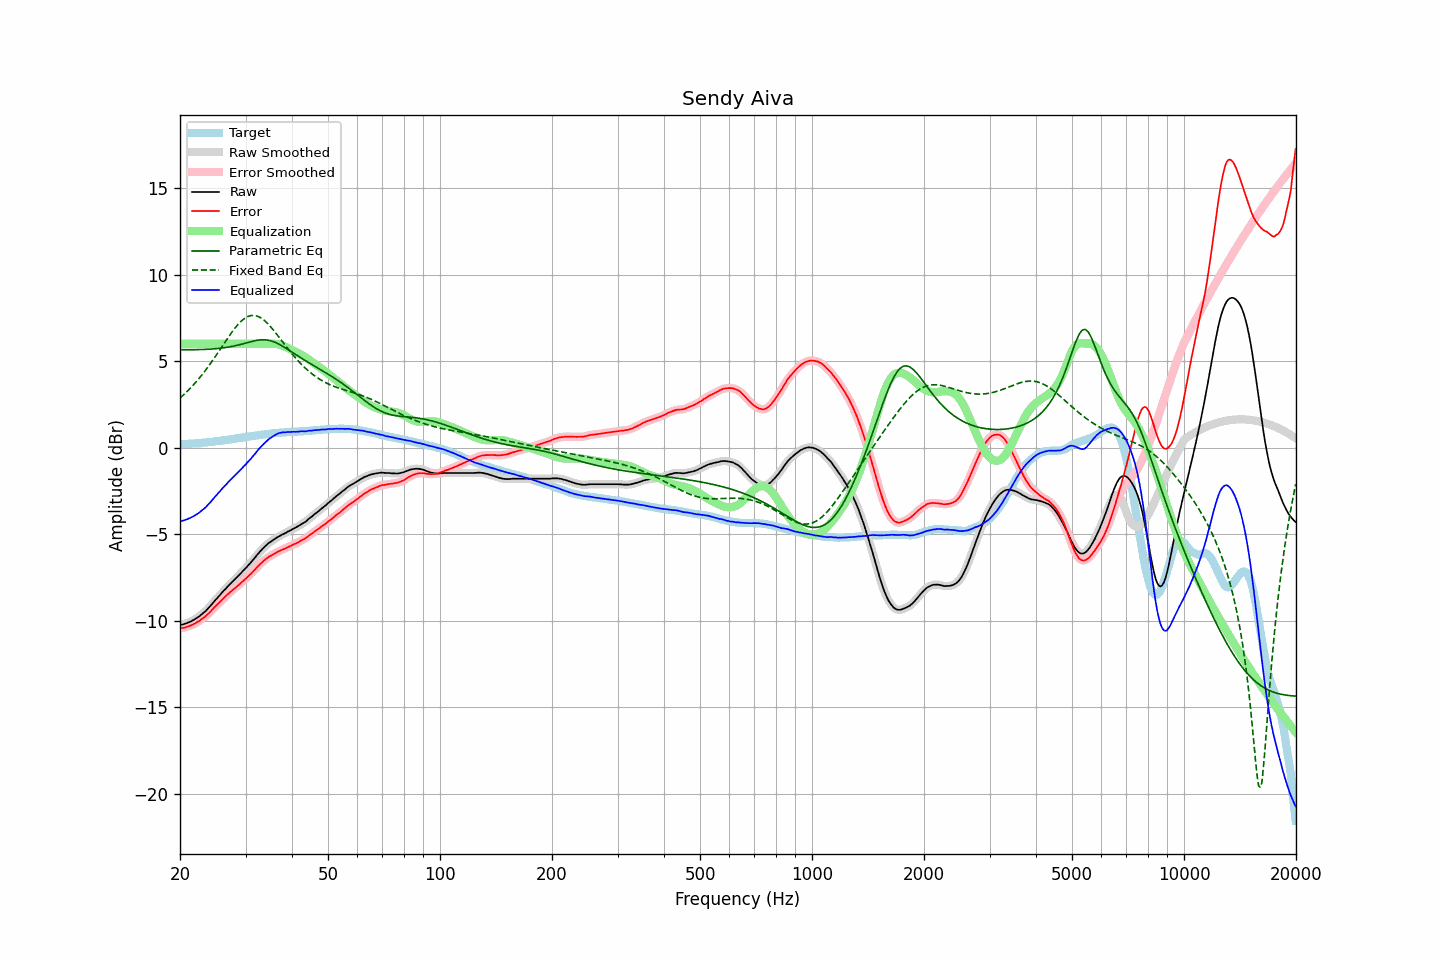 Sendy Aiva
Target
Raw Smoothed
Error Smoothed
Raw
Error
Equalization
Parametric Eq
Fixed Band Eq
Equalized
Amplitude (dBr)
15
10
5
0
−5
−10
−15
−20
20 50 100 200 500 1000 2000 5000 10000 20000
Frequency (Hz)